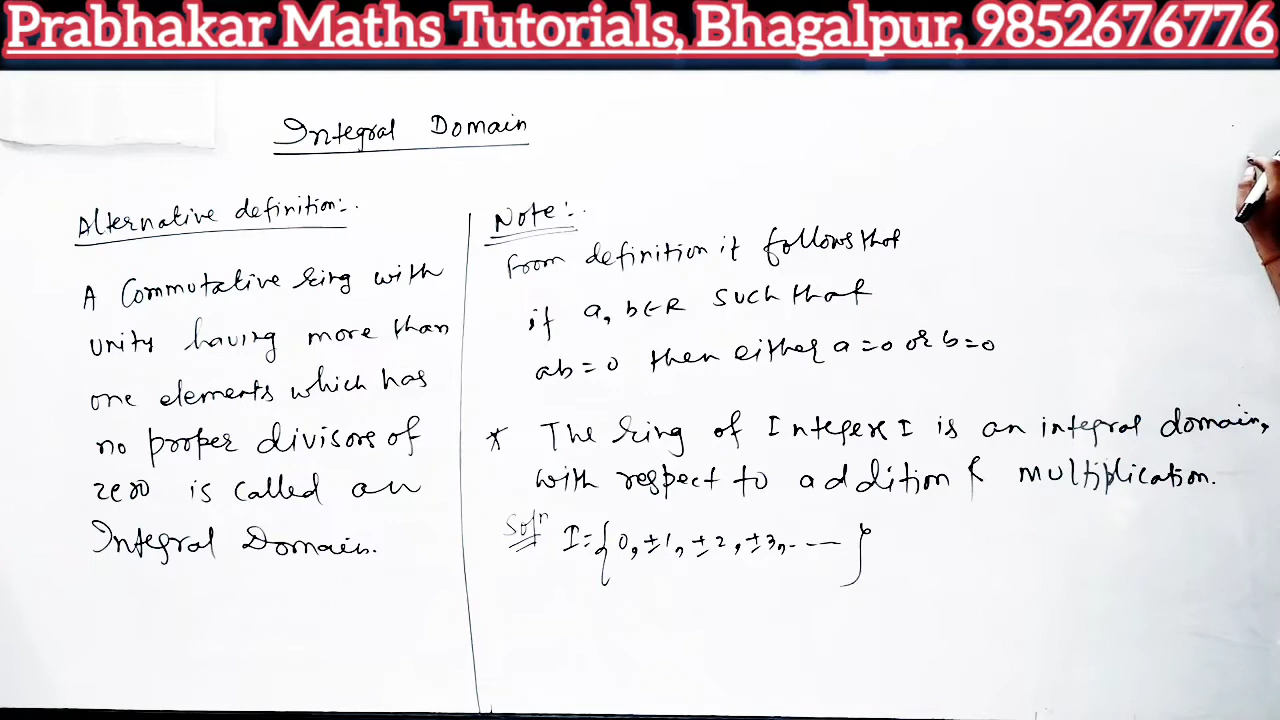 Prabhakar Maths Tutorials, Bhagalpur, 9852676776
Integral Domain
Alternative definition:-
A Commutative ring with
unity having more than
one elements which has
no proper divisors of
zero is called an
Integral Domain.
Note:-
From definition it follows that
if a, b ∈ R such that
ab = 0 then either a = 0 or b = 0
* The ring of Integers I is an integral domain,
with respect to addition & multiplication.
Solⁿ I = {0, ±1, ±2, ±3, - - — }